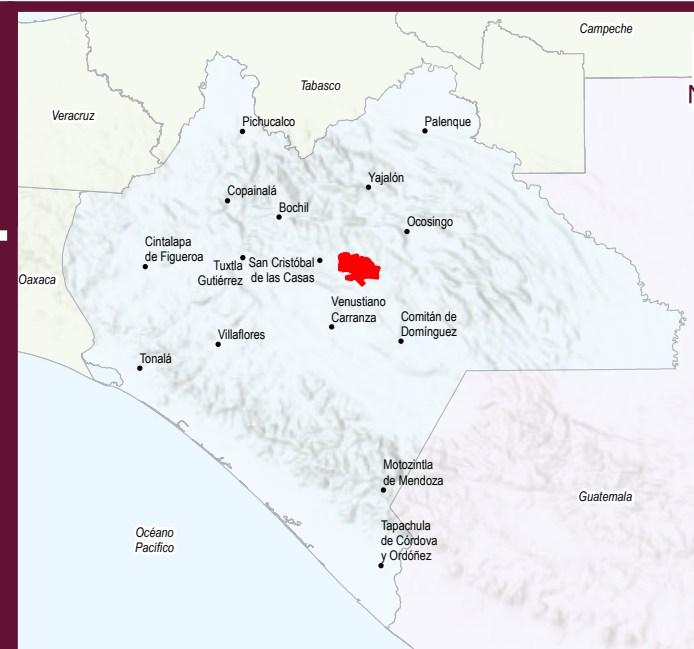 Campeche
N
Tabasco
Veracruz
Pichucalco
Palenque
Yajalón
Copainalá
Bochil
Ocosingo
Cintalapa
de Figueroa
Tuxtla
Gutiérrez
San Cristóbal
de las Casas
Oaxaca
Venustiano
Carranza
Comitán de
Domínguez
Villaflores
Tonalá
Motozintla
de Mendoza
Guatemala
Océano
Pacífico
Tapachula
de Córdova
y Ordóñez